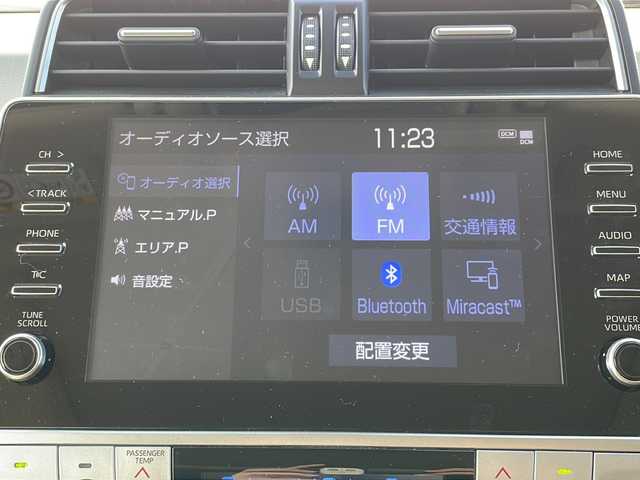 オーディオソース選択 11:23 DCM DCM
CH >
< TRACK
PHONE
T/C
TUNE
SCROLL
オーディオ選択
マニュアル.P
エリア.P
音設定
AM FM 交通情報
USB Bluetooth Miracast™
配置変更
HOME
MENU
AUDIO
MAP
POWER
VOLUME
PASSENGER
TEMP